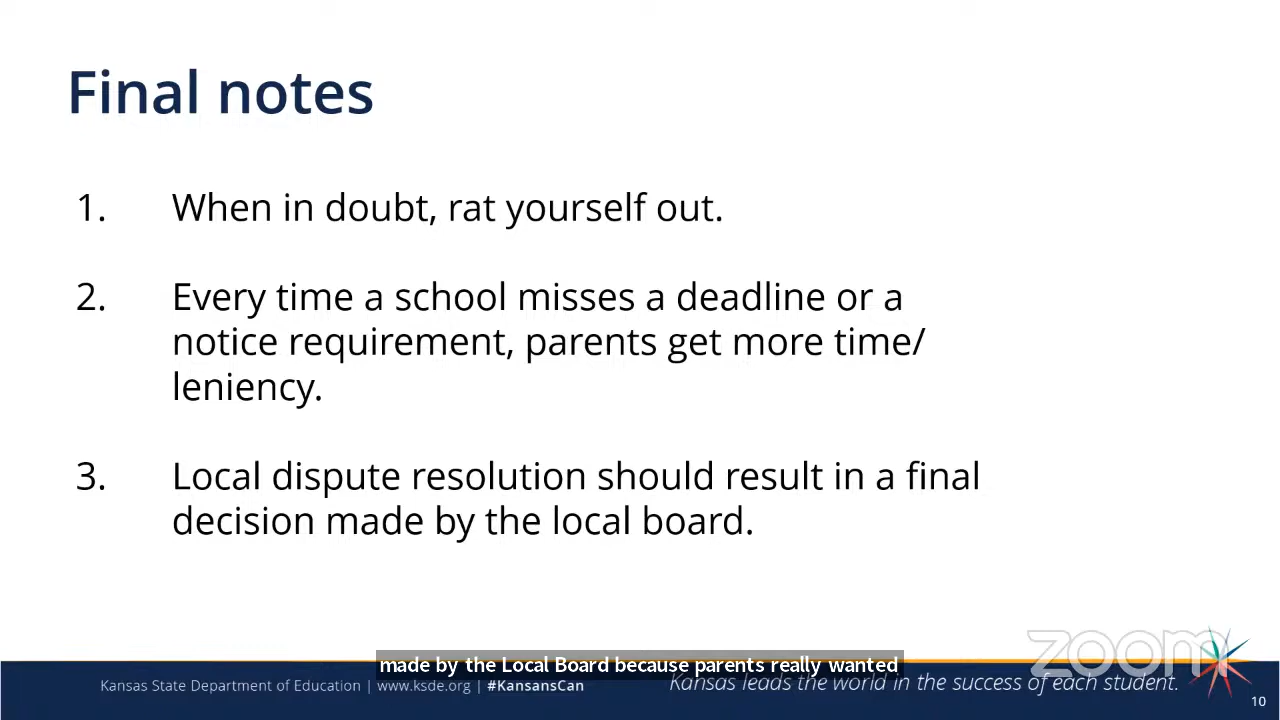 Final notes
1. When in doubt, rat yourself out.
2. Every time a school misses a deadline or a
notice requirement, parents get more time/
leniency.
3. Local dispute resolution should result in a final
decision made by the local board.
zoom
made by the Local Board because parents really wanted
Kansas State Department of Education | www.ksde.org | #KansansCan
Kansas leads the world in the success of each student.
10